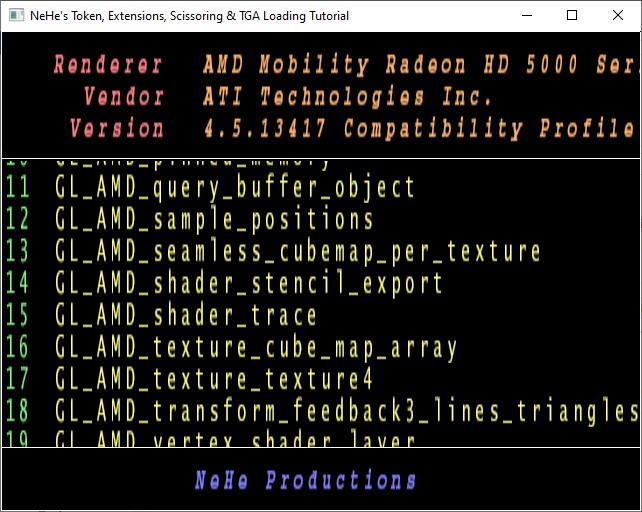 NeHe's Token, Extensions, Scissoring & TGA Loading Tutorial
Renderer AMD Mobility Radeon HD 5000 Ser
Vendor ATI Technologies Inc.
Version 4.5.13417 Compatibility Profile
10 GL_AMD_pinned_memory
11 GL_AMD_query_buffer_object
12 GL_AMD_sample_positions
13 GL_AMD_seamless_cubemap_per_texture
14 GL_AMD_shader_stencil_export
15 GL_AMD_shader_trace
16 GL_AMD_texture_cube_map_array
17 GL_AMD_texture_texture4
18 GL_AMD_transform_feedback3_lines_triangles
19 GL_AMD_vertex_shader_layer
NeHe Productions